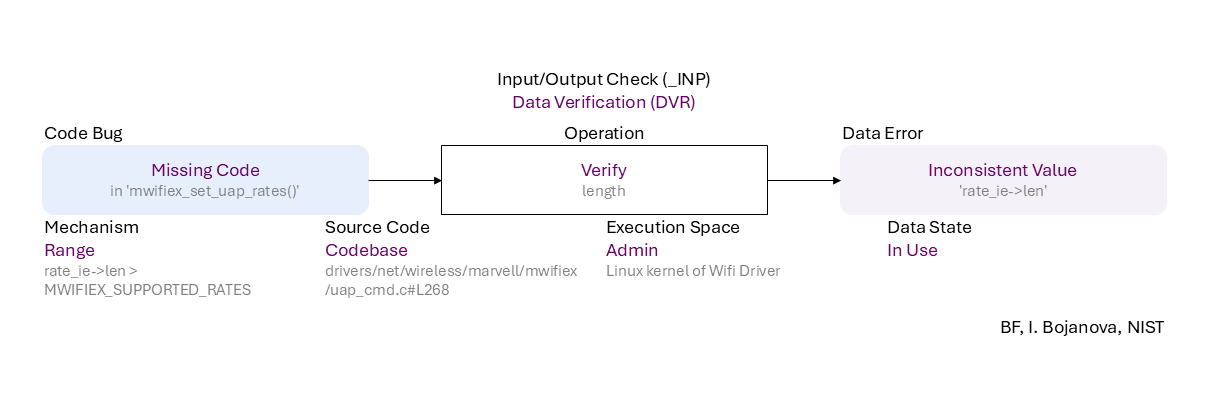 Input/Output Check (_INP)
Data Verification (DVR)
Code Bug
Operation
Data Error
Missing Code
in 'mwifiex_set_uap_rates()'
Verify
length
Inconsistent Value
'rate_ie->len'
Mechanism
Range
rate_ie->len >
MWIFIEX_SUPPORTED_RATES
Source Code
Codebase
drivers/net/wireless/marvell/mwifiex
/uap_cmd.c#L268
Execution Space
Admin
Linux kernel of Wifi Driver
Data State
In Use
BF, I. Bojanova, NIST